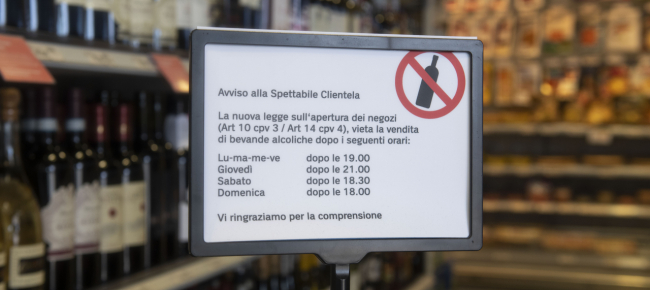 Avviso alla Spettabile Clientela
La nuova legge sull'apertura dei negozi
(Art 10 cpv 3 / Art 14 cpv 4), vieta la vendita
di bevande alcoliche dopo i seguenti orari:
Lu-ma-me-ve dopo le 19.00
Giovedì dopo le 21.00
Sabato dopo le 18.30
Domenica dopo le 18.00
Vi ringraziamo per la comprensione